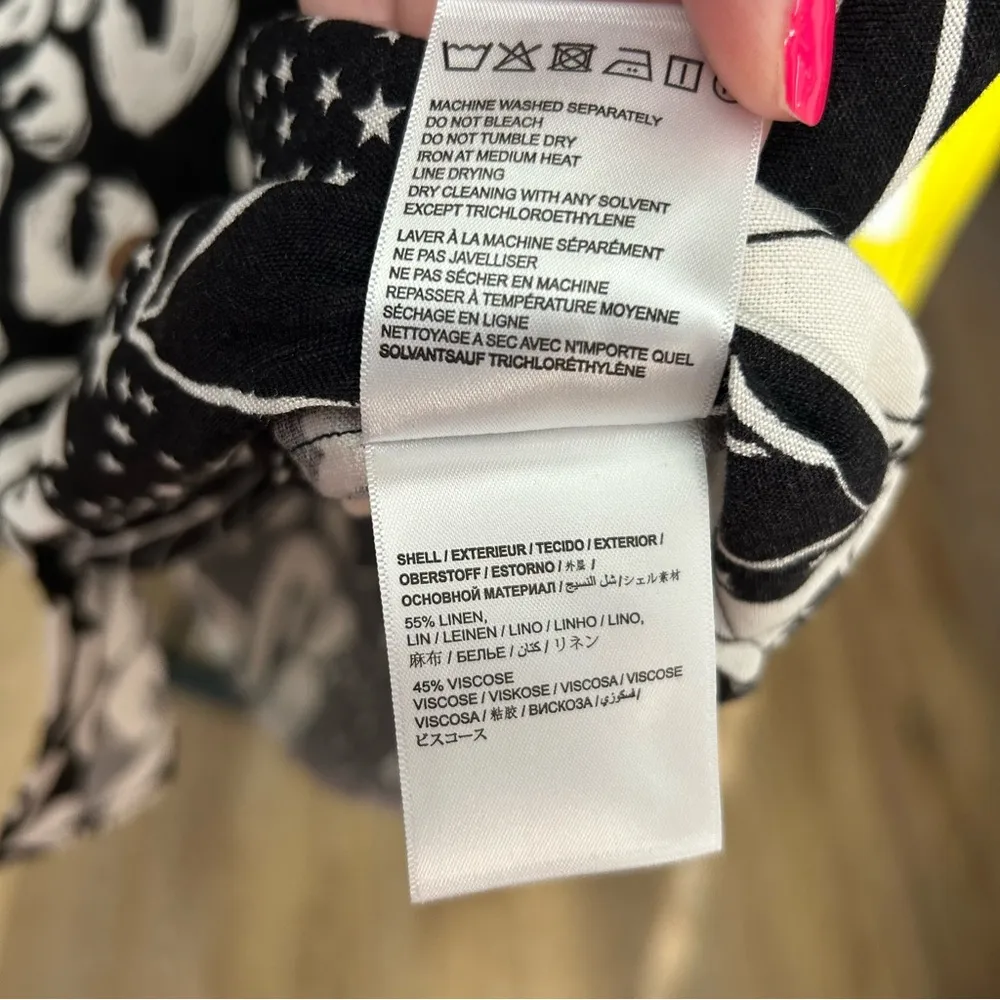 MACHINE WASHED SEPARATELY
DO NOT BLEACH
DO NOT TUMBLE DRY
IRON AT MEDIUM HEAT
LINE DRYING
DRY CLEANING WITH ANY SOLVENT
EXCEPT TRICHLOROETHYLENE
LAVER À LA MACHINE SÉPARÉMENT
NE PAS JAVELLISER
NE PAS SÉCHER EN MACHINE
REPASSER À TEMPÉRATURE MOYENNE
SÉCHAGE EN LIGNE
NETTOYAGE A SEC AVEC N'IMPORTE QUEL
SOLVANTSAUF TRICHLORÉTHYLÈNE
SHELL / EXTERIEUR / TECIDO / EXTERIOR /
OBERSTOFF / ESTORNO / 外层 /
ОСНОВНОЙ МАТЕРИАЛ / شل النسيج / シェル素材
55% LINEN,
LIN / LEINEN / LINO / LINHO / LINO,
麻布 / БЕЛЬЕ / كتان / リネン
45% VISCOSE
VISCOSE / VISKOSE / VISCOSA / VISCOSE
VISCOSA / 粘胶 / ВИСКОЗА / فسكوزي /
ビスコース